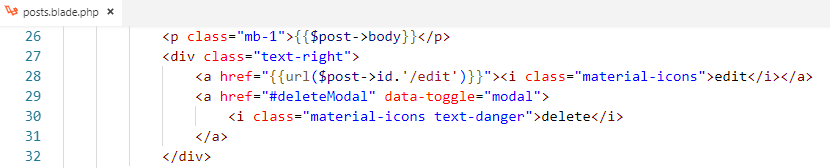 posts.blade.php ×
26 <p class="mb-1">{{$post->body}}</p>
27 <div class="text-right">
28 <a href="{{url($post->id.'/edit')}}"><i class="material-icons">edit</i></a>
29 <a href="#deleteModal" data-toggle="modal">
30 <i class="material-icons text-danger">delete</i>
31 </a>
32 </div>